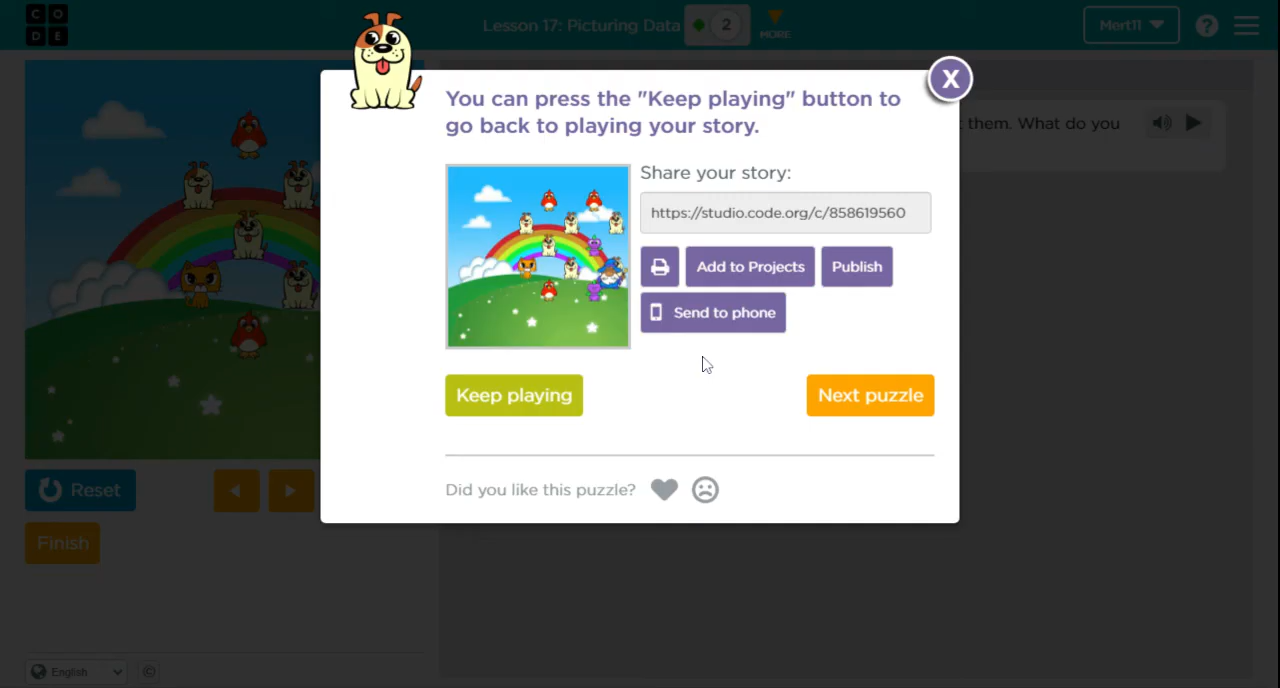 C O
D E
Lesson 17: Picturing Data
2
MORE
Mert11
?
X
You can press the "Keep playing" button to
go back to playing your story.
t them. What do you
Share your story:
https://studio.code.org/c/858619560
Add to Projects
Publish
Send to phone
Keep playing
Next puzzle
Did you like this puzzle?
Reset
Finish
English
©